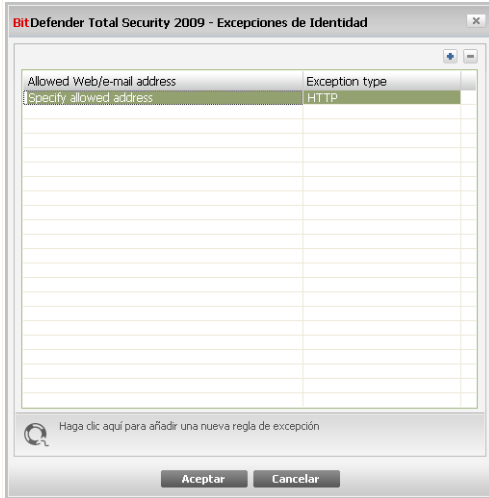 BitDefender Total Security 2009 - Excepciones de Identidad
Allowed Web/e-mail address Exception type
Specify allowed address HTTP
Haga clic aquí para añadir una nueva regla de excepción
Aceptar Cancelar